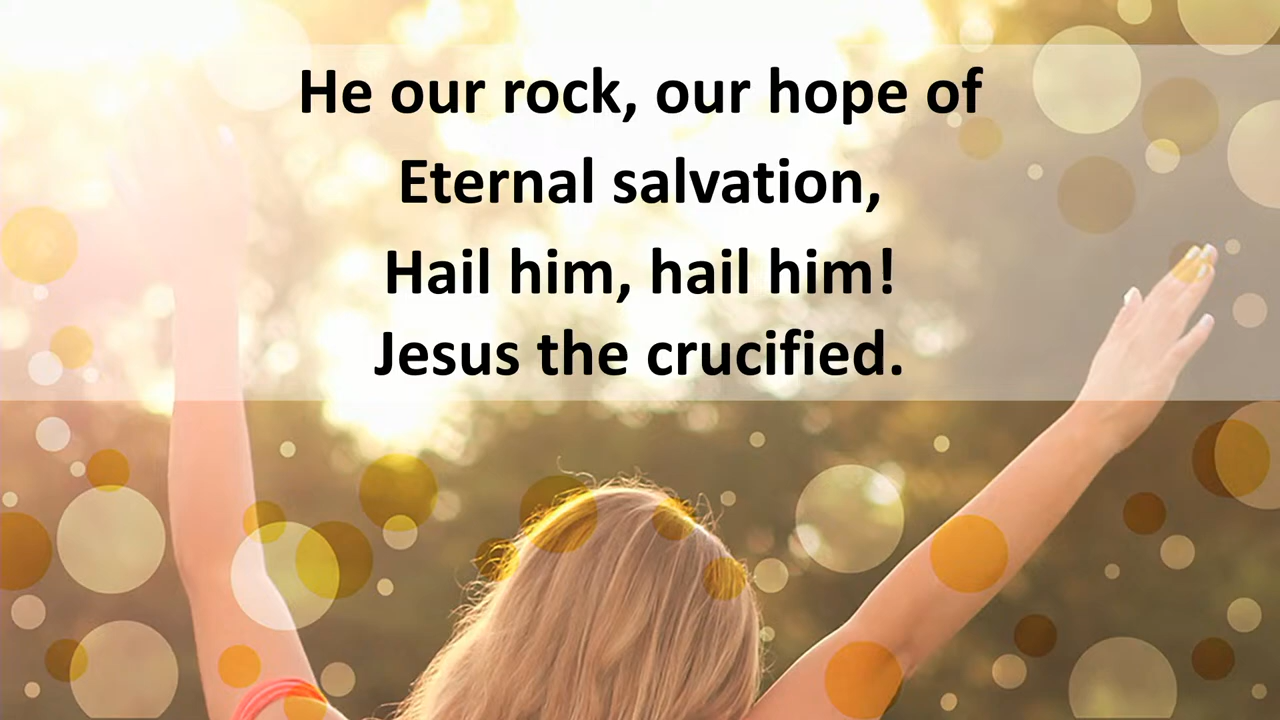 He our rock, our hope of
Eternal salvation,
Hail him, hail him!
Jesus the crucified.